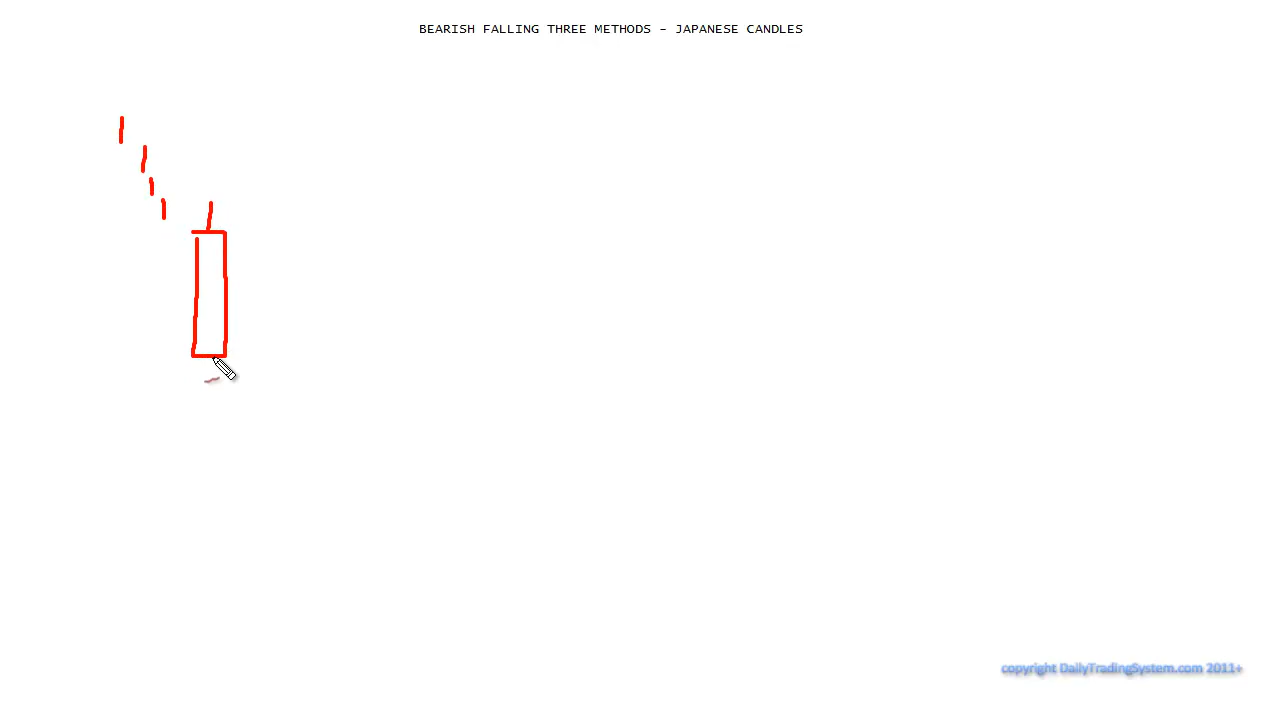 BEARISH FALLING THREE METHODS - JAPANESE CANDLES
copyright DailyTradingSystem.com 2011+